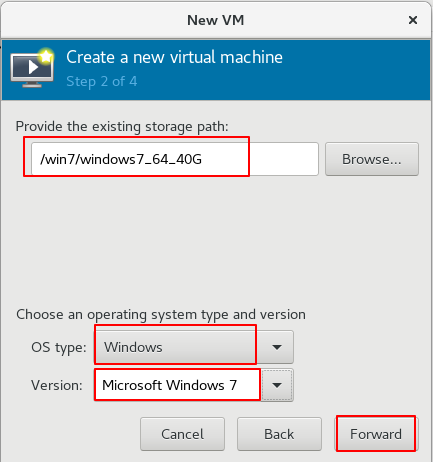 New VM
Create a new virtual machine
Step 2 of 4
Provide the existing storage path:
/win7/windows7_64_40G Browse...
Choose an operating system type and version
OS type: Windows
Version: Microsoft Windows 7
Cancel Back Forward